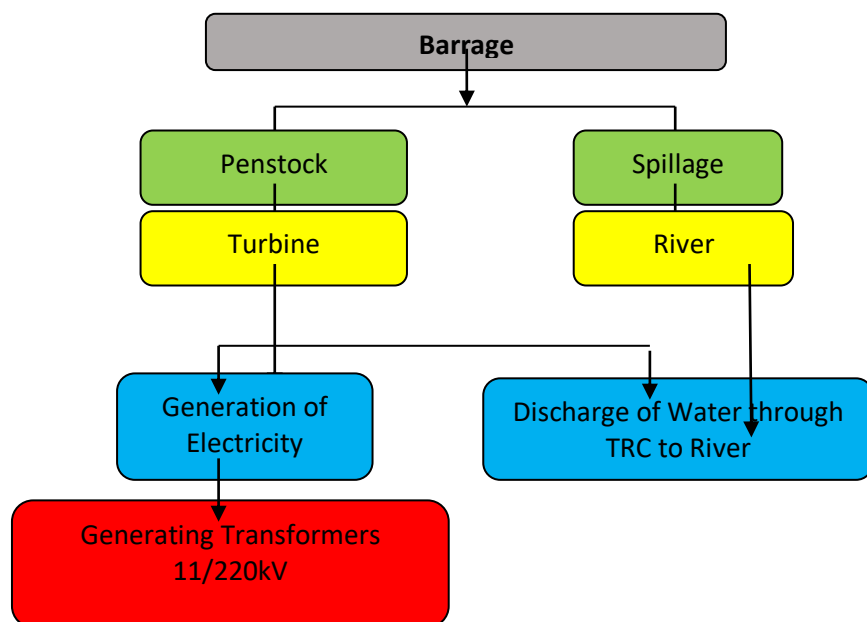 Barrage
Penstock
Spillage
Turbine
River
Generation of
Electricity
Discharge of Water through
TRC to River
Generating Transformers
11/220kV